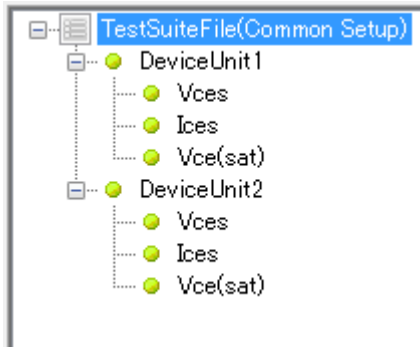 TestSuiteFile(Common Setup)
DeviceUnit1
Vces
Ices
Vce(sat)
DeviceUnit2
Vces
Ices
Vce(sat)